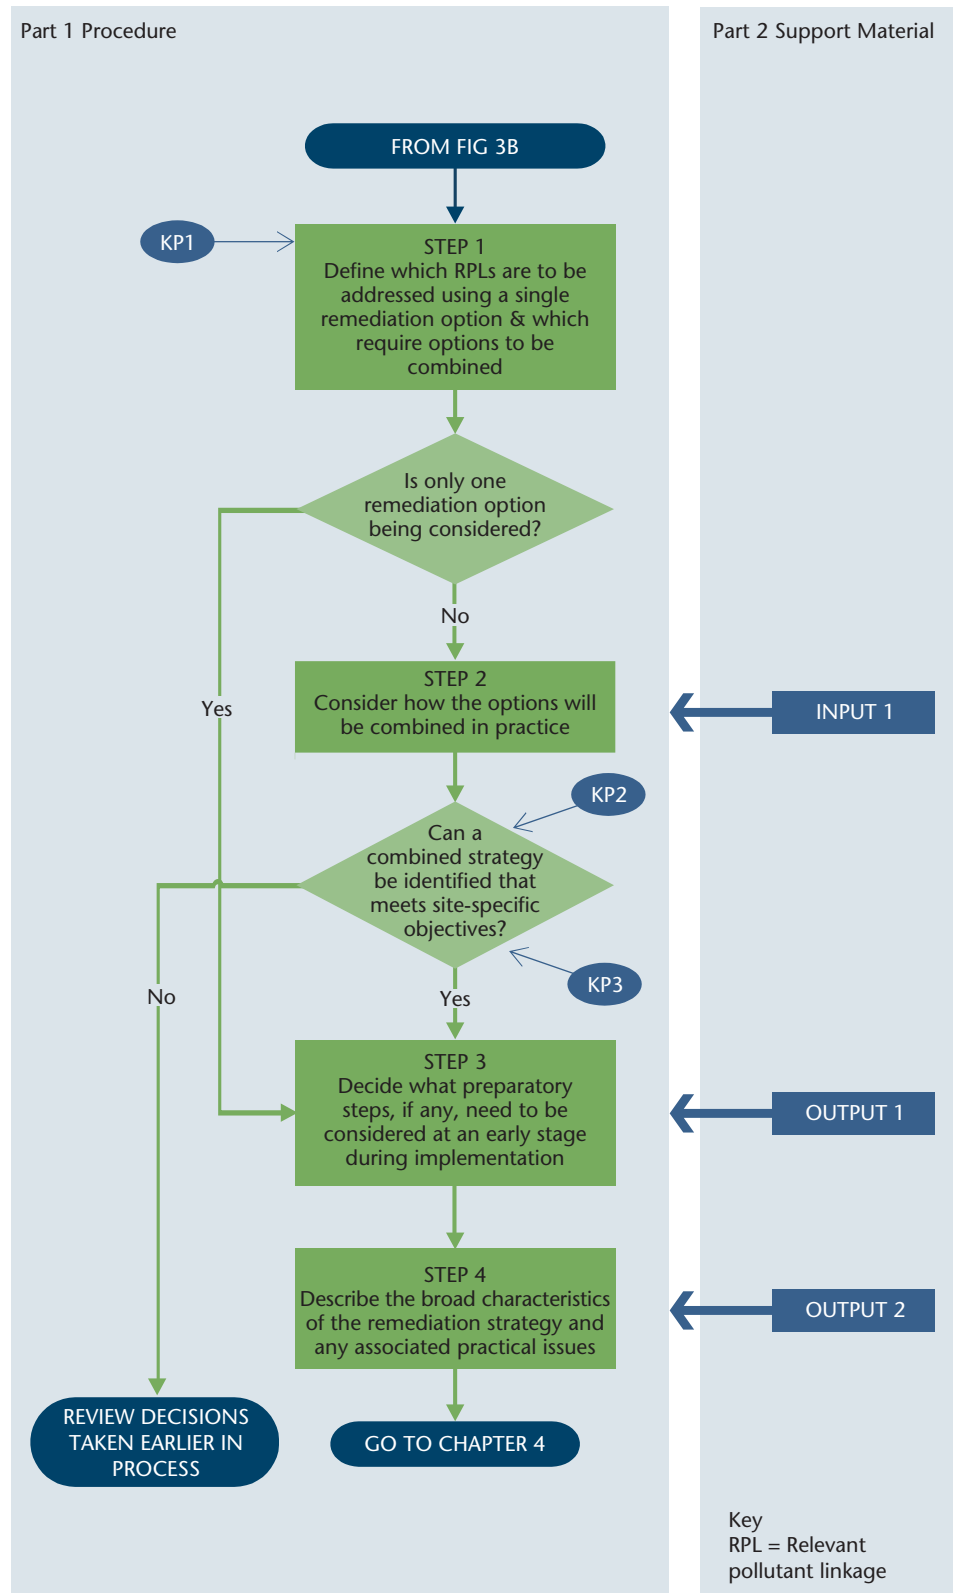 Part 1 Procedure
Part 2 Support Material
FROM FIG 3B
KP1
STEP 1
Define which RPLs are to be
addressed using a single
remediation option & which
require options to be
combined
Is only one
remediation option
being considered?
No
Yes
STEP 2
Consider how the options will
be combined in practice
INPUT 1
KP2
Can a
combined strategy
be identified that
meets site-specific
objectives?
KP3
No
Yes
STEP 3
Decide what preparatory
steps, if any, need to be
considered at an early stage
during implementation
OUTPUT 1
STEP 4
Describe the broad characteristics
of the remediation strategy and
any associated practical issues
OUTPUT 2
REVIEW DECISIONS
TAKEN EARLIER IN
PROCESS
GO TO CHAPTER 4
Key
RPL = Relevant
pollutant linkage